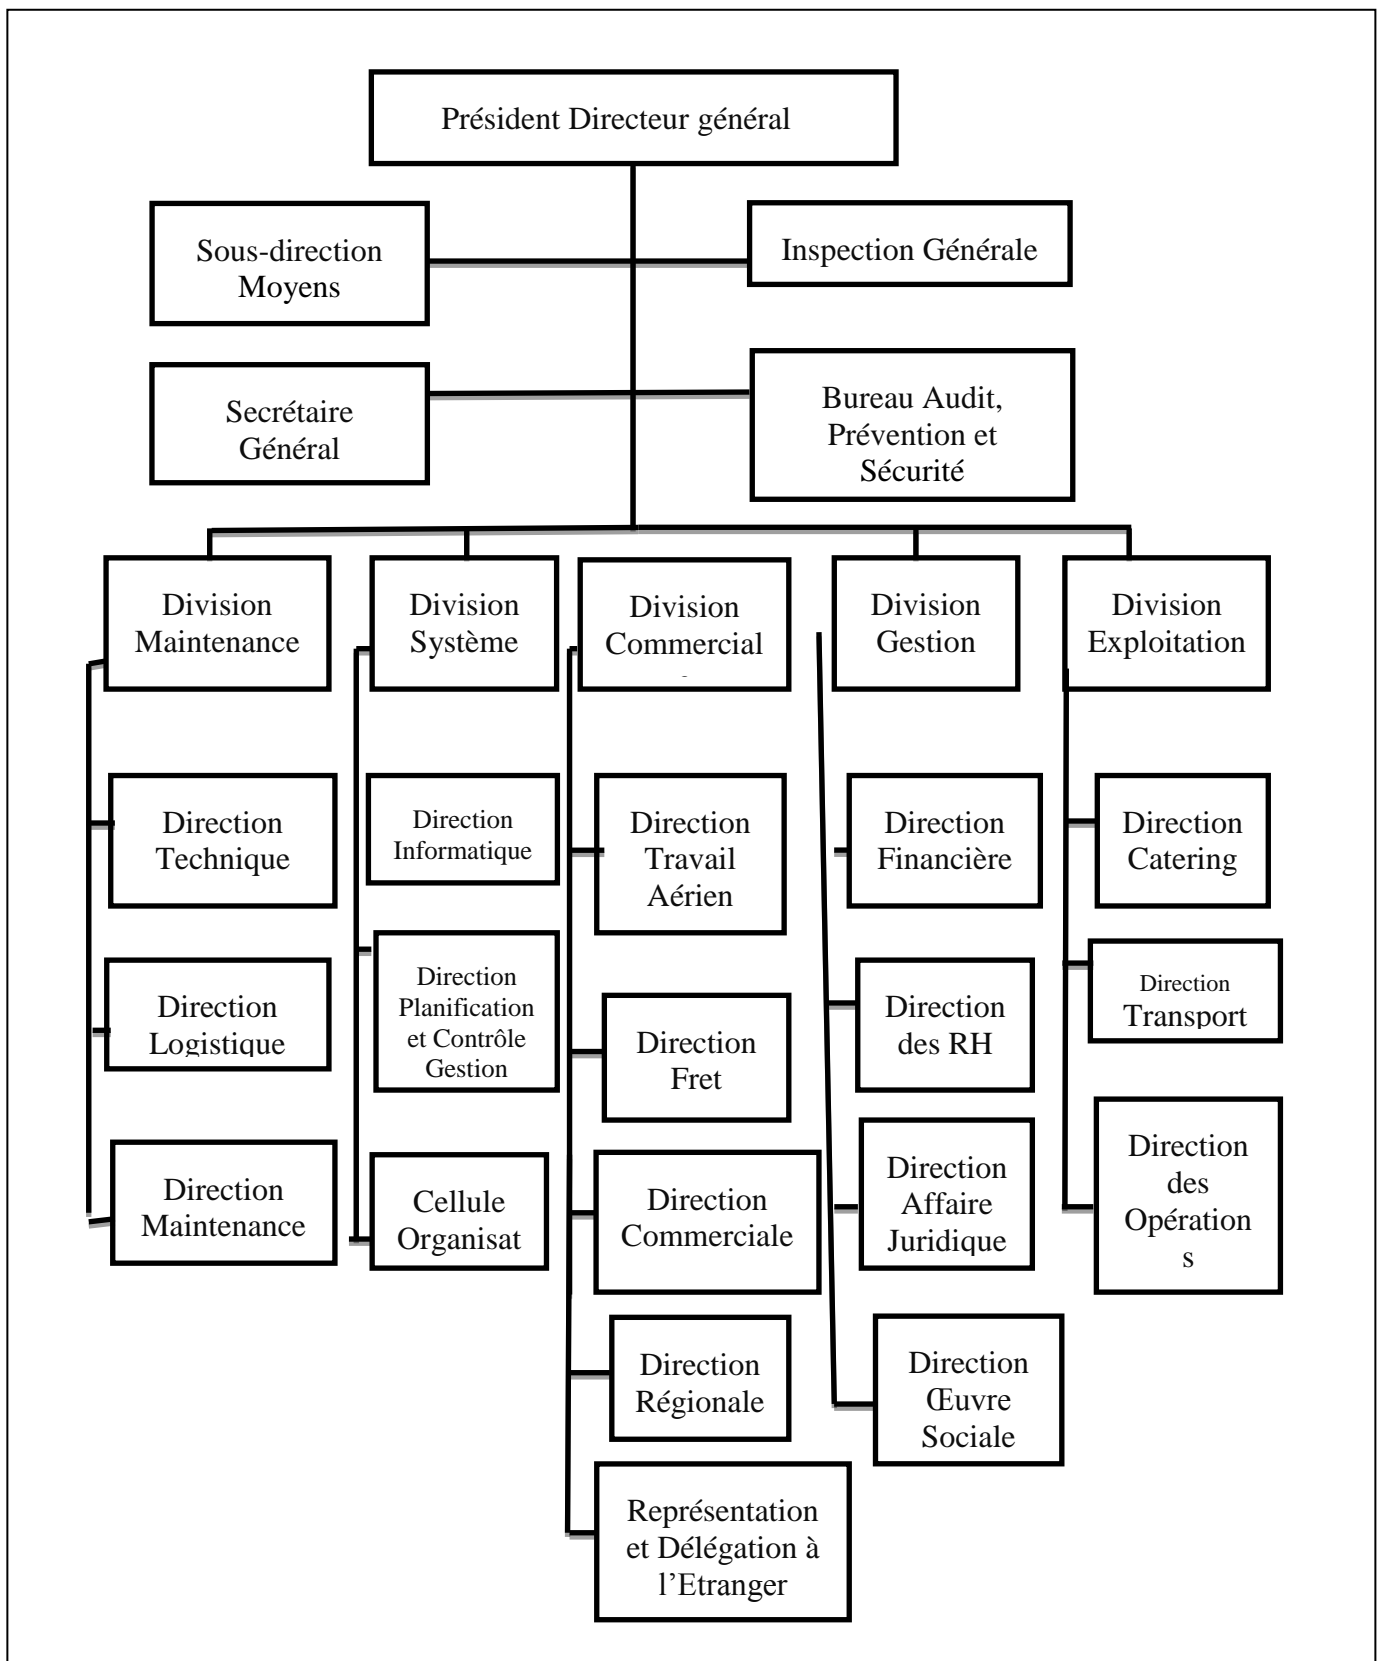 Président Directeur général
Sous-direction
Moyens
Inspection Générale
Secrétaire
Général
Bureau Audit,
Prévention et
Sécurité
Division
Maintenance
Division
Système
Division
Commercial
Division
Gestion
Division
Exploitation
Direction
Technique
Direction
Informatique
Direction
Travail
Aérien
Direction
Financière
Direction
Catering
Direction
Logistique
Direction
Planification
et Contrôle
Gestion
Direction
Fret
Direction
des RH
Direction
Transport
Direction
Maintenance
Cellule
Organisat
Direction
Commerciale
Direction
Affaire
Juridique
Direction
des
Opération
s
Direction
Régionale
Direction
Œuvre
Sociale
Représentation
et Délégation à
l’Etranger